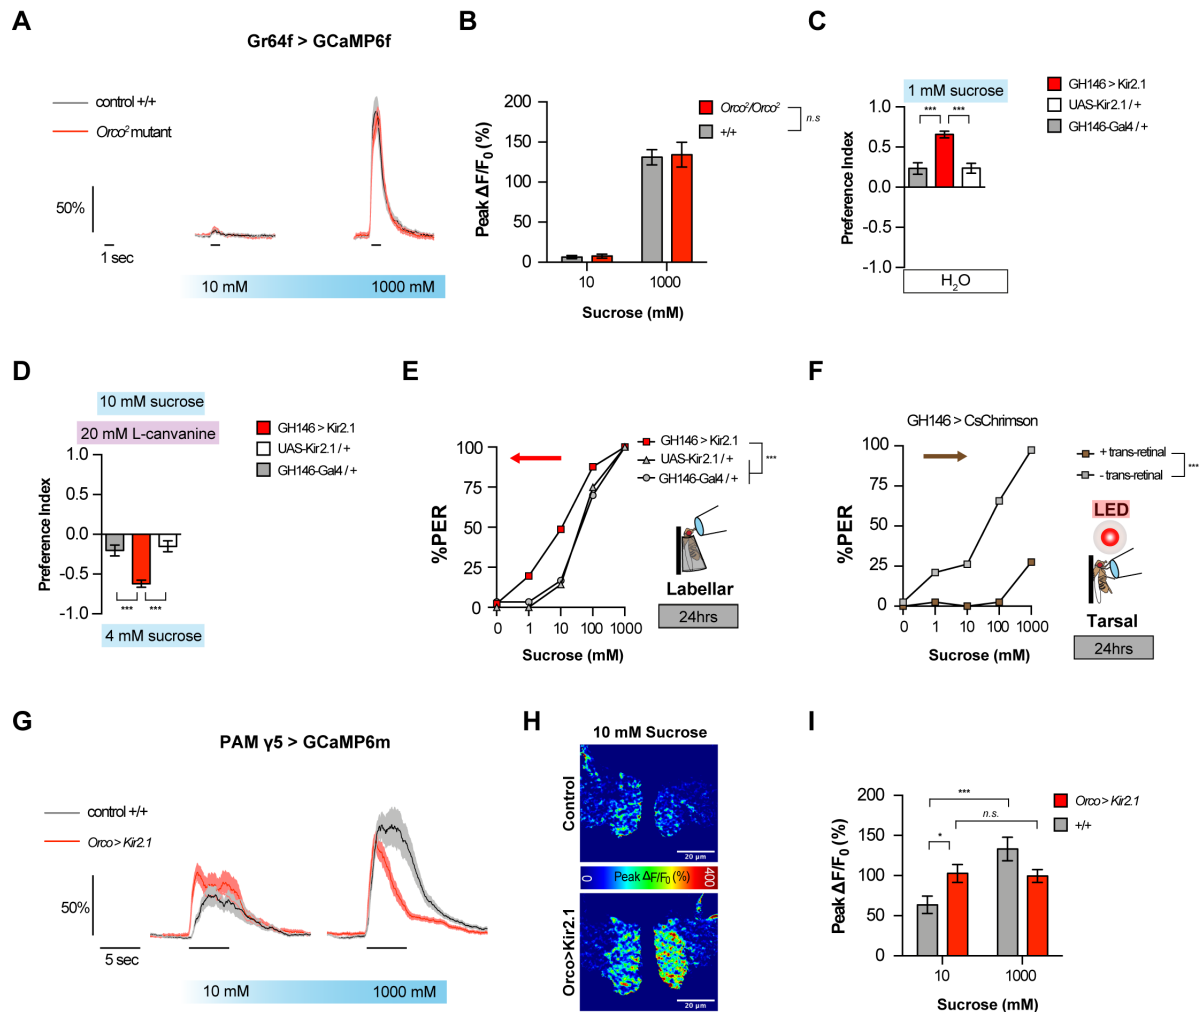 A
Gr64f > GCaMP6f
control +/+
Orco² mutant
50%
1 sec
10 mM
1000 mM
B
Peak ΔF/F₀ (%)
200
150
100
50
0
10
1000
Sucrose (mM)
Orco²/Orco²
+/+
n.s
C
1 mM sucrose
Preference Index
1.0
0.5
0.0
-0.5
-1.0
***
***
H₂O
GH146 > Kir2.1
UAS-Kir2.1 / +
GH146-Gal4 / +
D
10 mM sucrose
20 mM L-canvanine
Preference Index
1.0
0.5
0.0
-0.5
-1.0
***
***
4 mM sucrose
GH146 > Kir2.1
UAS-Kir2.1 / +
GH146-Gal4 / +
E
%PER
100
75
50
25
0
0
1
10
100
1000
Sucrose (mM)
GH146 > Kir2.1
UAS-Kir2.1 / +
GH146-Gal4 / +
***
Labellar
24hrs
F
GH146 > CsChrimson
%PER
100
75
50
25
0
0
1
10
100
1000
Sucrose (mM)
+ trans-retinal
- trans-retinal
***
LED
Tarsal
24hrs
G
PAM γ5 > GCaMP6m
control +/+
Orco > Kir2.1
50%
5 sec
10 mM
1000 mM
H
10 mM Sucrose
Control
20 µm
0
Peak ΔF/F₀ (%)
400
Orco>Kir2.1
20 µm
I
Peak ΔF/F₀ (%)
200
150
100
50
0
***
*
n.s.
10
1000
Sucrose (mM)
Orco > Kir2.1
+/+